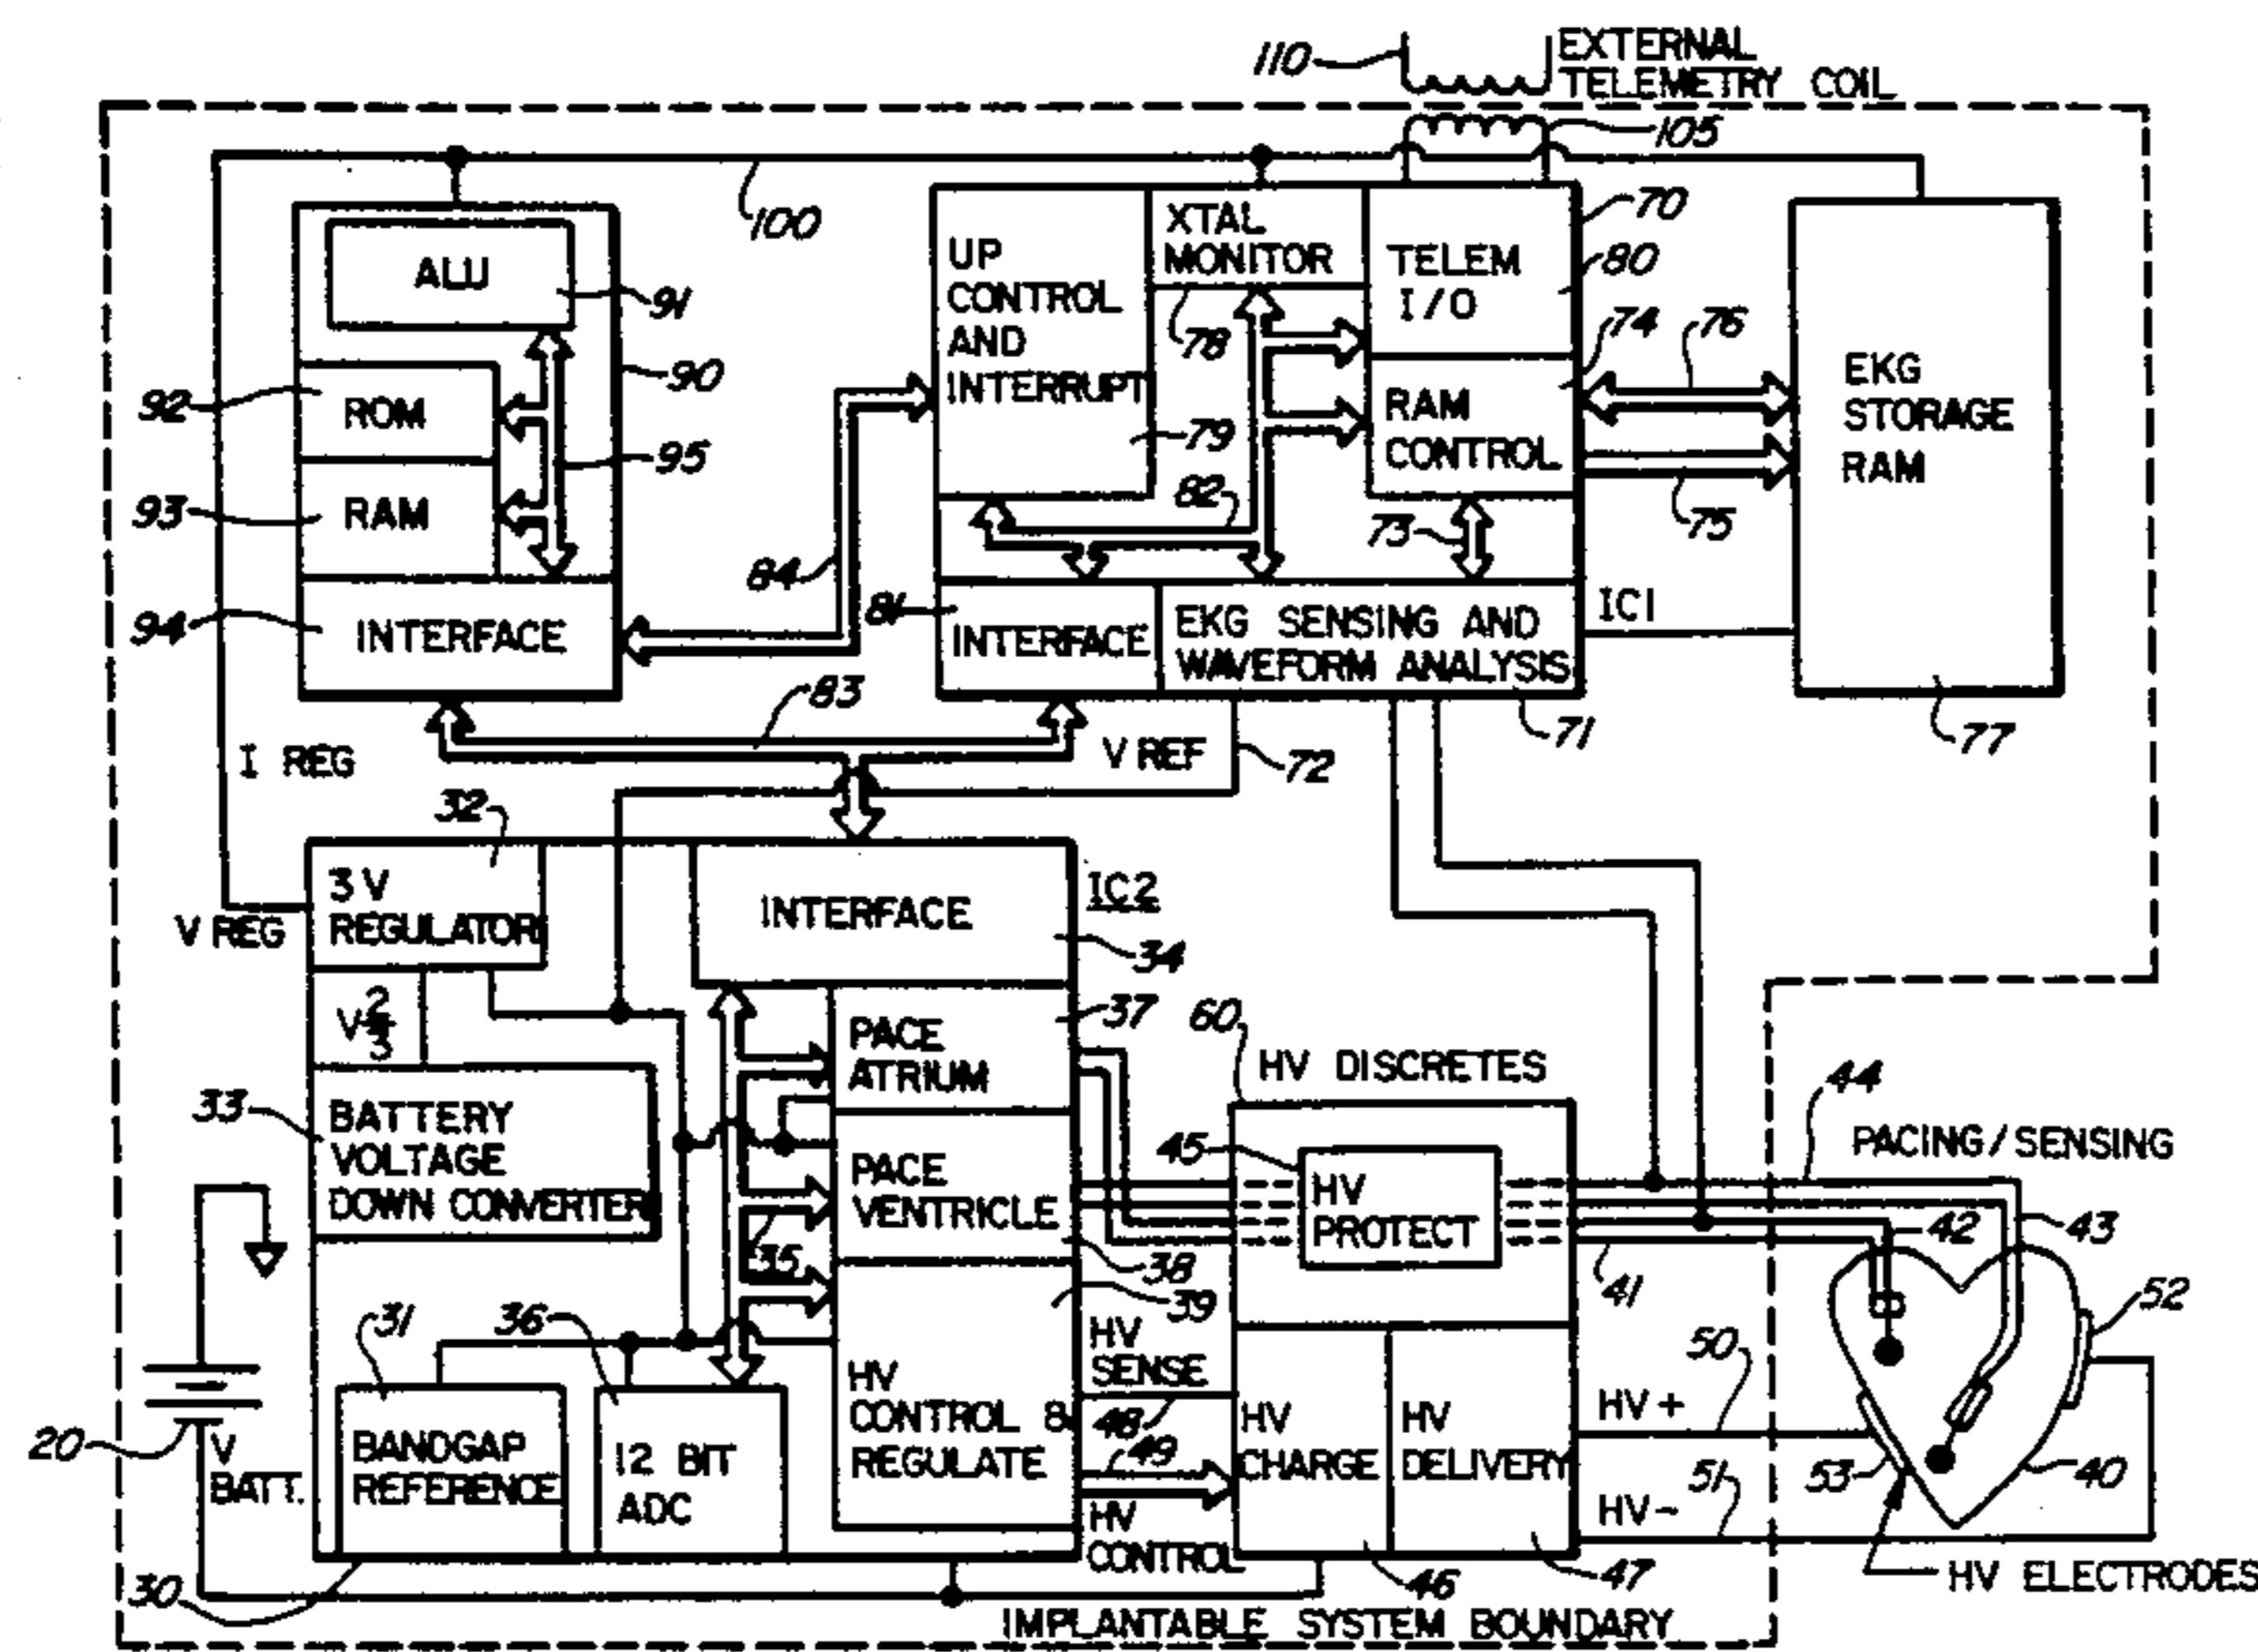 110
EXTERNAL
TELEMETRY COIL
105
100
ALU
91
90
92
ROM
95
93
RAM
94
INTERFACE
84
UP
CONTROL
AND
INTERRUPT
79
XTAL
MONITOR
78
TELEM
I/O
70
80
74
RAM
CONTROL
82
73
76
75
EKG
STORAGE
RAM
77
81
INTERFACE
EKG SENSING AND
WAVEFORM ANALYSIS
IC1
71
83
I REG
V REF
72
32
3V
REGULATOR
V REG
INTERFACE
IC2
34
V 2/3
PACE
ATRIUM
37
60
HV DISCRETES
44
33
BATTERY
VOLTAGE
DOWN CONVERTER
PACE
VENTRICLE
38
35
45
HV
PROTECT
PACING/SENSING
42
43
41
31
36
39
HV
SENSE
48
49
HV
CONTROL &
REGULATE
HV
CONTROL
HV
CHARGE
HV
DELIVERY
50
HV+
51
HV-
52
53
40
20
V
BATT.
BANDGAP
REFERENCE
12 BIT
ADC
30
46
47
HV ELECTRODES
IMPLANTABLE SYSTEM BOUNDARY